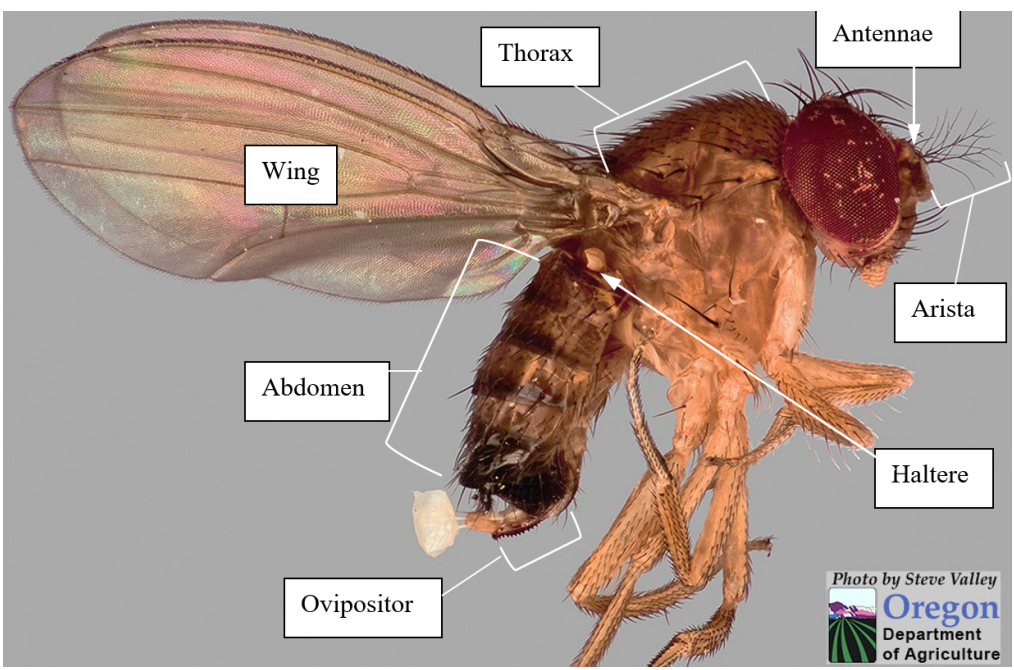 Antennae
Thorax
Wing
Arista
Abdomen
Haltere
Ovipositor
Photo by Steve Valley
Oregon
Department
of Agriculture